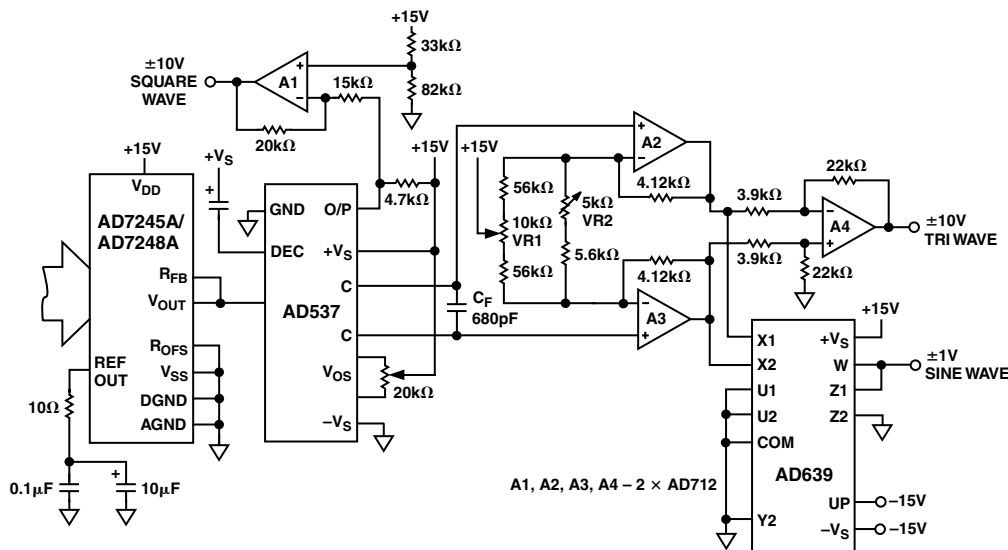 +15V
33kΩ
82kΩ
±10V
SQUARE
WAVE
A1
+
–
15kΩ
20kΩ
+15V
4.7kΩ
+15V
+VS
+
VDD
AD7245A/
AD7248A
RFB
VOUT
ROFS
VSS
DGND
AGND
REF
OUT
10Ω
0.1µF
+
10µF
GND
DEC
AD537
O/P
+VS
C
C
VOS
–VS
20kΩ
CF
680pF
+15V
56kΩ
10kΩ
VR1
56kΩ
5kΩ
VR2
5.6kΩ
+
–
A2
4.12kΩ
4.12kΩ
–
+
A3
3.9kΩ
3.9kΩ
22kΩ
–
+
A4
22kΩ
±10V
TRI WAVE
X1
X2
U1
U2
COM
Y2
+VS
W
Z1
Z2
AD639
UP
–VS
+15V
±1V
SINE WAVE
–15V
–15V
A1, A2, A3, A4 – 2 × AD712